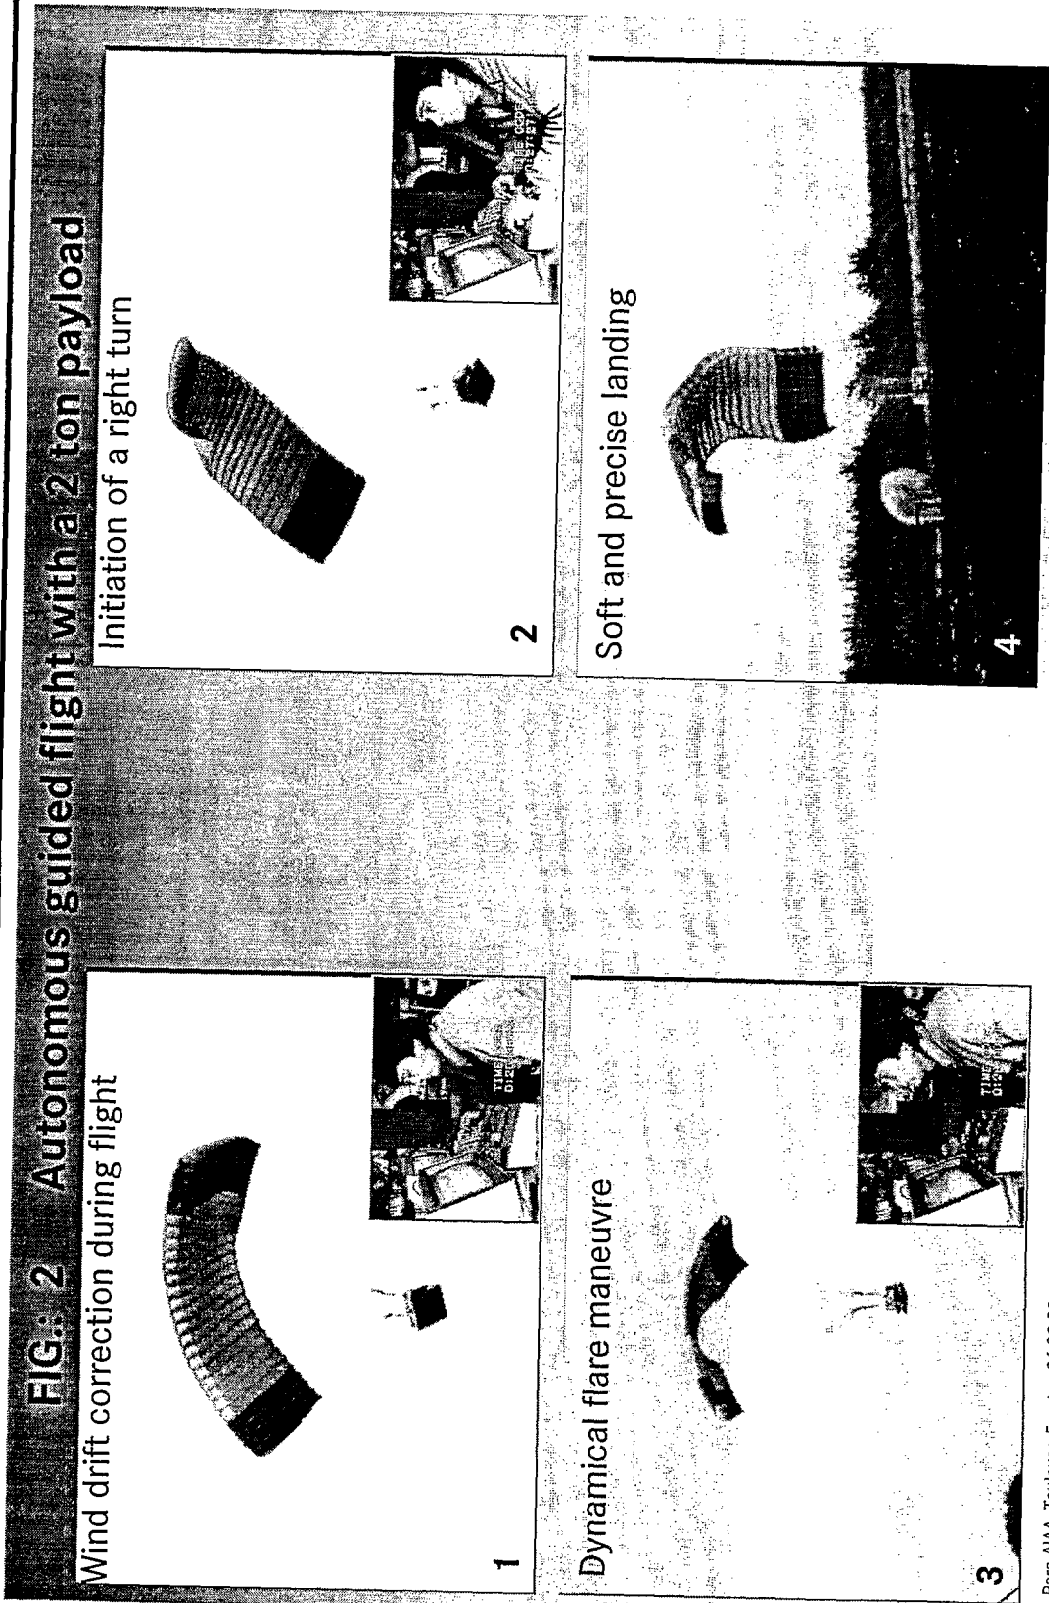 FIG.: 2 Autonomous guided flight with a 2 ton payload
Wind drift correction during flight
TIME
1
Initiation of a right turn
2
Dynamical flare maneuvre
3
Soft and precise landing
4